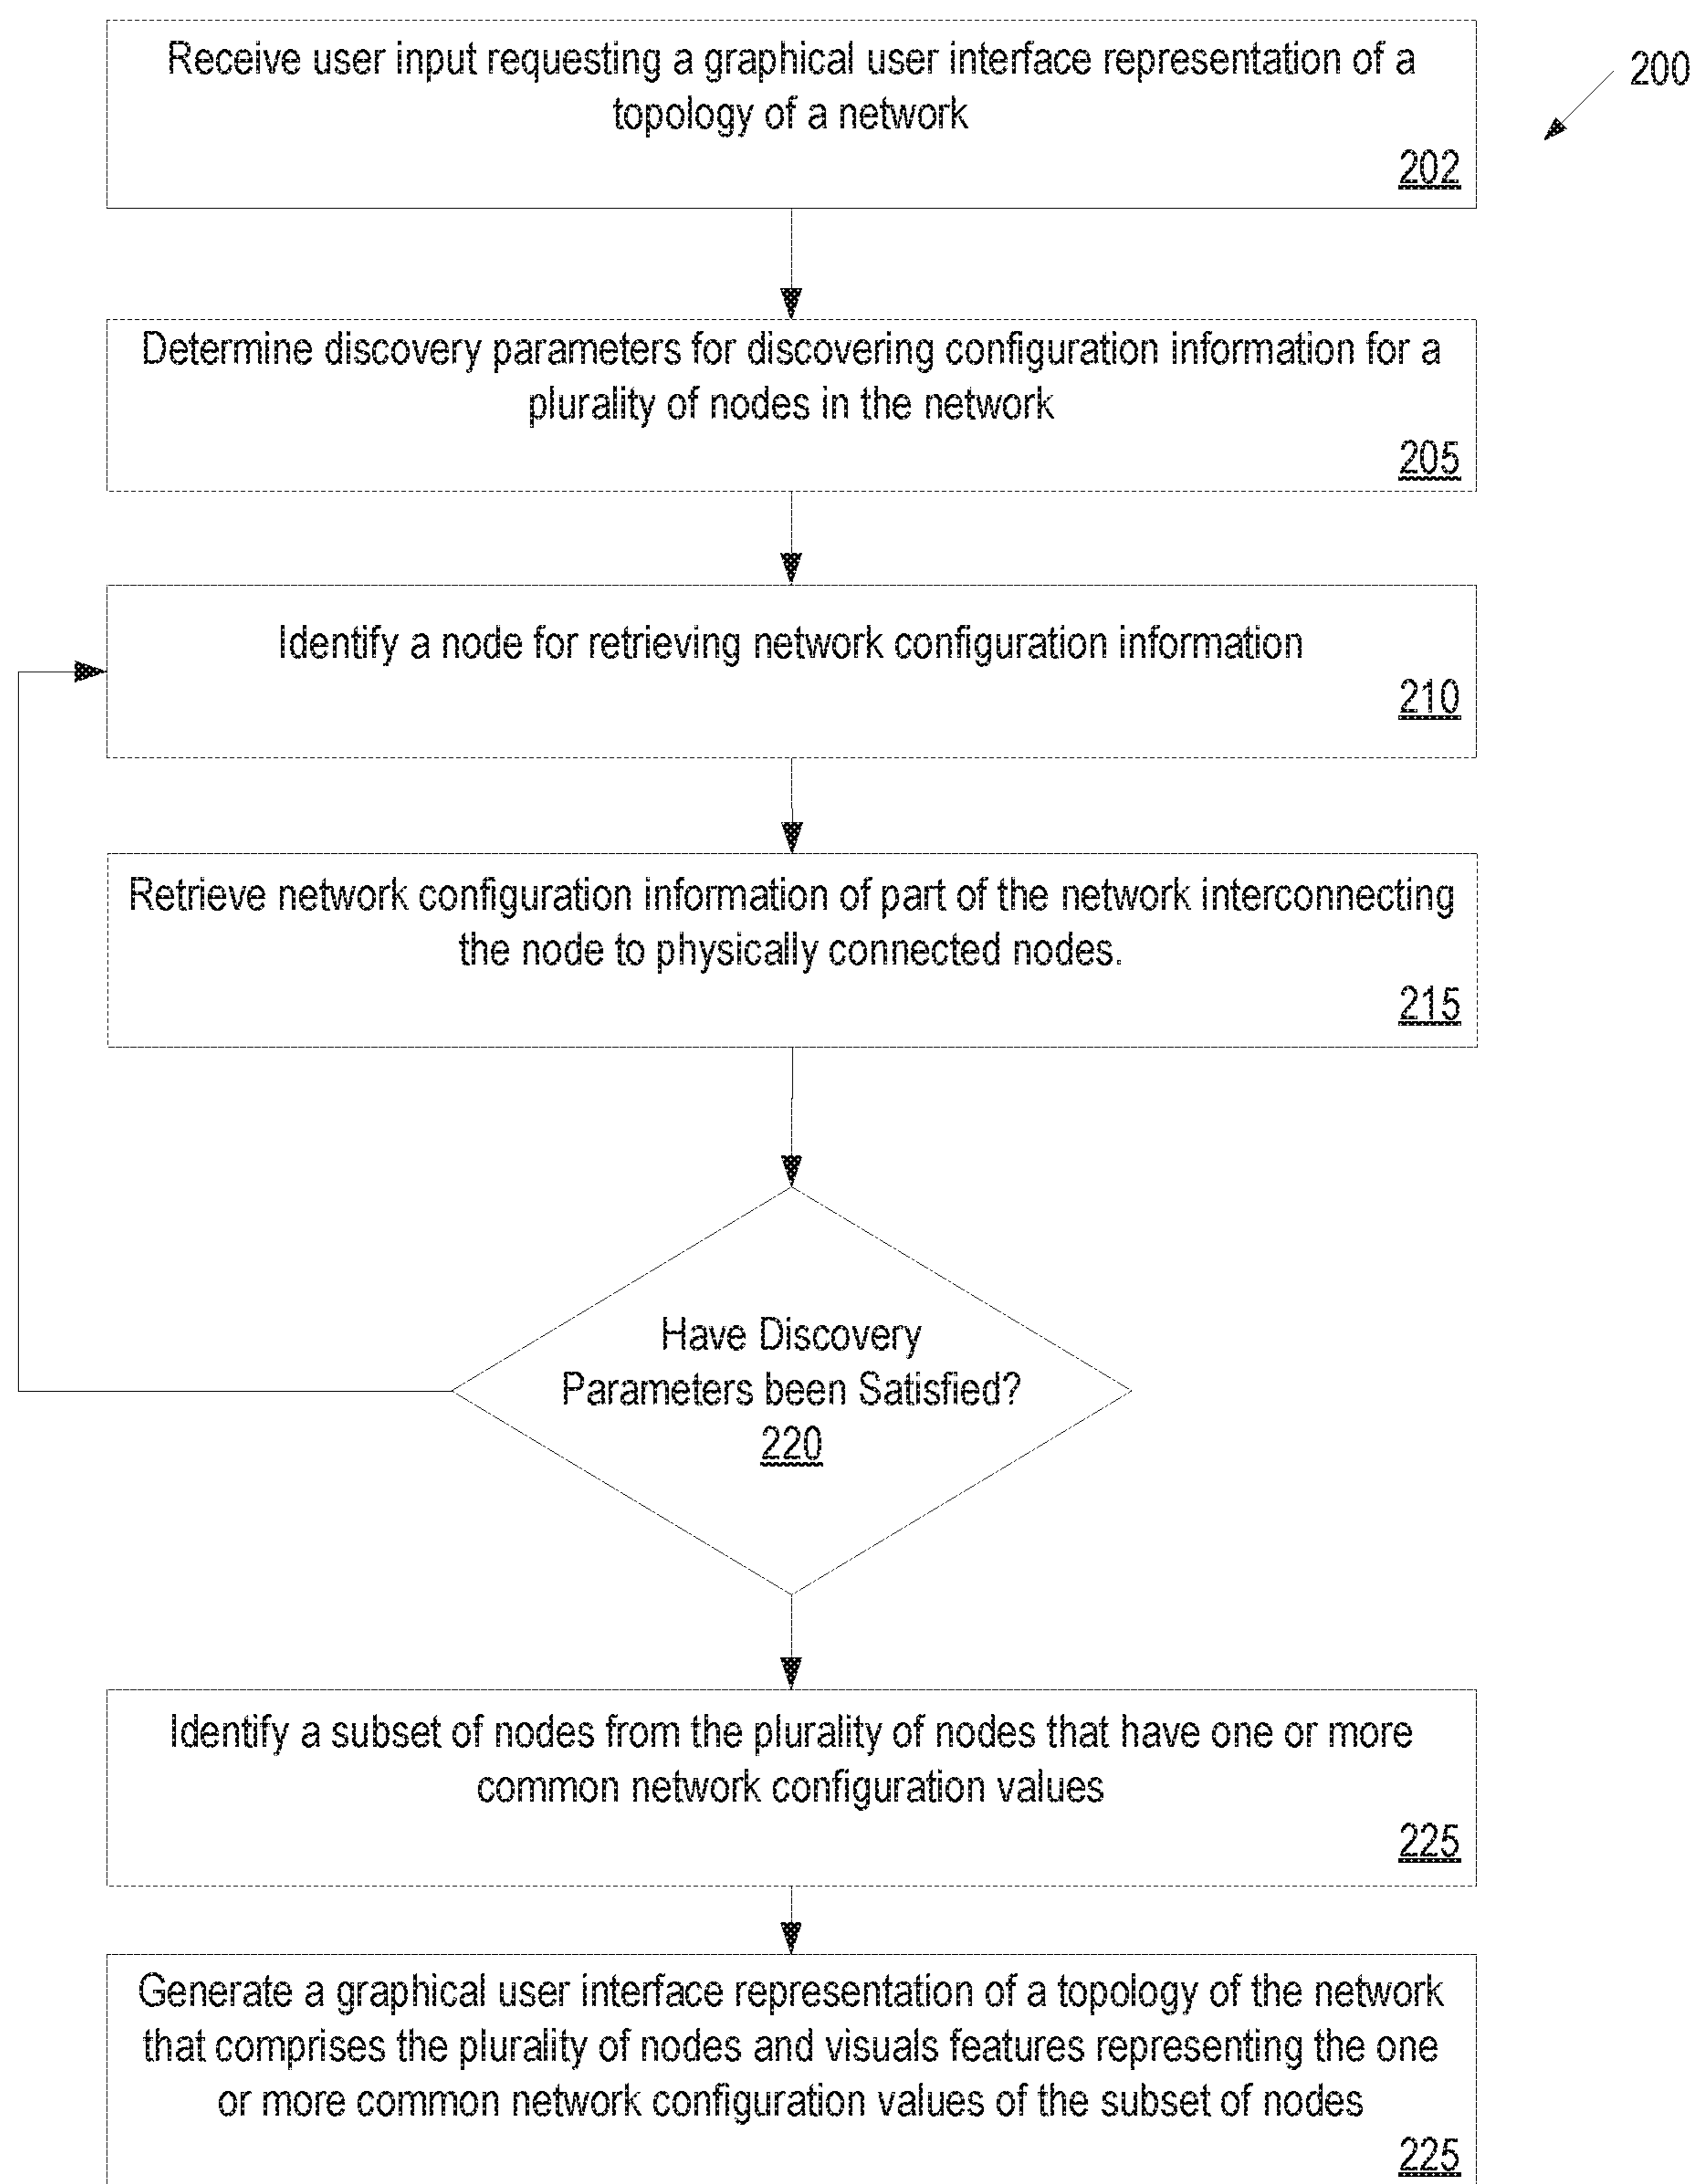 Receive user input requesting a graphical user interface representation of a
topology of a network
202
200
Determine discovery parameters for discovering configuration information for a
plurality of nodes in the network
205
Identify a node for retrieving network configuration information
210
Retrieve network configuration information of part of the network interconnecting
the node to physically connected nodes.
215
Have Discovery
Parameters been Satisfied?
220
Identify a subset of nodes from the plurality of nodes that have one or more
common network configuration values
225
Generate a graphical user interface representation of a topology of the network
that comprises the plurality of nodes and visuals features representing the one
or more common network configuration values of the subset of nodes
225